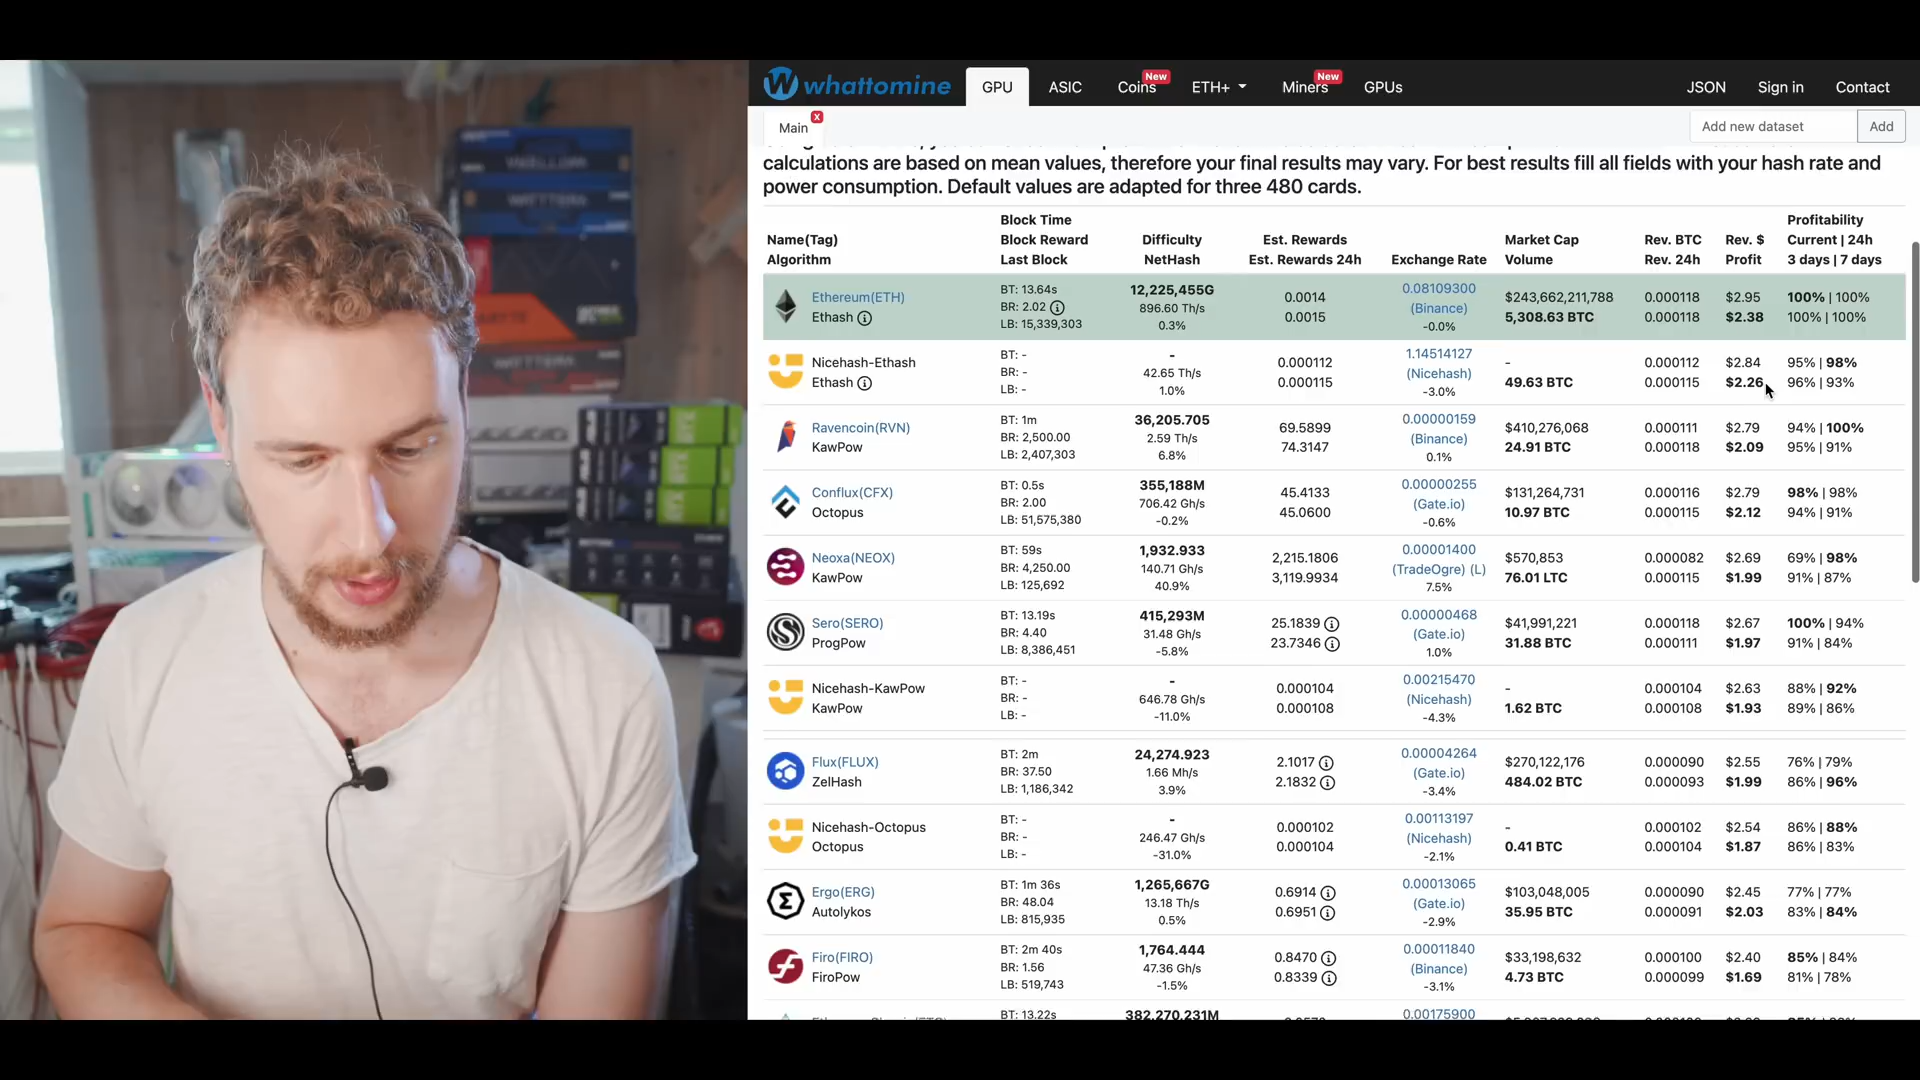 whattomine
GPU
ASIC
Coins
New
ETH+
Miners
New
GPUs
JSON
Sign in
Contact
Main
x
Add new dataset
Add
calculations are based on mean values, therefore your final results may vary. For best results fill all fields with your hash rate and
power consumption. Default values are adapted for three 480 cards.
Name(Tag)
Algorithm
Block Time
Block Reward
Last Block
Difficulty
NetHash
Est. Rewards
Est. Rewards 24h
Exchange Rate
Market Cap
Volume
Rev. BTC
Rev. 24h
Rev. $
Profit
Profitability
Current | 24h
3 days | 7 days
Ethereum(ETH)
Ethash
BT: 13.64s
BR: 2.02
LB: 15,339,303
12,225,455G
896.60 Th/s
0.3%
0.0014
0.0015
0.08109300
(Binance)
-0.0%
$243,662,211,788
5,308.63 BTC
0.000118
0.000118
$2.95
$2.38
100% | 100%
100% | 100%
Nicehash-Ethash
Ethash
BT: -
BR: -
LB: -
-
42.65 Th/s
1.0%
0.000112
0.000115
1.14514127
(Nicehash)
-3.0%
-
49.63 BTC
0.000112
0.000115
$2.84
$2.26
95% | 98%
96% | 93%
Ravencoin(RVN)
KawPow
BT: 1m
BR: 2,500.00
LB: 2,407,303
36,205.705
2.59 Th/s
6.8%
69.5899
74.3147
0.00000159
(Binance)
0.1%
$410,276,068
24.91 BTC
0.000111
0.000118
$2.79
$2.09
94% | 100%
95% | 91%
Conflux(CFX)
Octopus
BT: 0.5s
BR: 2.00
LB: 51,575,380
355,188M
706.42 Gh/s
-0.2%
45.4133
45.0600
0.00000255
(Gate.io)
-0.6%
$131,264,731
10.97 BTC
0.000116
0.000115
$2.79
$2.12
98% | 98%
94% | 91%
Neoxa(NEOX)
KawPow
BT: 59s
BR: 4,250.00
LB: 125,692
1,932.933
140.71 Gh/s
40.9%
2,215.1806
3,119.9934
0.00001400
(TradeOgre) (L)
7.5%
$570,853
76.01 LTC
0.000082
0.000115
$2.69
$1.99
69% | 98%
91% | 87%
Sero(SERO)
ProgPow
BT: 13.19s
BR: 4.40
LB: 8,386,451
415,293M
31.48 Gh/s
-5.8%
25.1839
23.7346
0.00000468
(Gate.io)
1.0%
$41,991,221
31.88 BTC
0.000118
0.000111
$2.67
$1.97
100% | 94%
91% | 84%
Nicehash-KawPow
KawPow
BT: -
BR: -
LB: -
-
646.78 Gh/s
-11.0%
0.000104
0.000108
0.00215470
(Nicehash)
-4.3%
-
1.62 BTC
0.000104
0.000108
$2.63
$1.93
88% | 92%
89% | 86%
Flux(FLUX)
ZelHash
BT: 2m
BR: 37.50
LB: 1,186,342
24,274.923
1.66 Mh/s
3.9%
2.1017
2.1832
0.00004264
(Gate.io)
-3.4%
$270,122,176
484.02 BTC
0.000090
0.000093
$2.55
$1.99
76% | 79%
86% | 96%
Nicehash-Octopus
Octopus
BT: -
BR: -
LB: -
-
246.47 Gh/s
-31.0%
0.000102
0.000104
0.00113197
(Nicehash)
-2.1%
-
0.41 BTC
0.000102
0.000104
$2.54
$1.87
86% | 88%
86% | 83%
Ergo(ERG)
Autolykos
BT: 1m 36s
BR: 48.04
LB: 815,935
1,265,667G
13.18 Th/s
0.5%
0.6914
0.6951
0.00013065
(Gate.io)
-2.9%
$103,048,005
35.95 BTC
0.000090
0.000091
$2.45
$2.03
77% | 77%
83% | 84%
Firo(FIRO)
FiroPow
BT: 2m 40s
BR: 1.56
LB: 519,743
1,764.444
47.36 Gh/s
-1.5%
0.8470
0.8339
0.00011840
(Binance)
-3.1%
$33,198,632
4.73 BTC
0.000100
0.000099
$2.40
$1.69
85% | 84%
81% | 78%
BT: 13.22s
382,270,231M
0.00175900